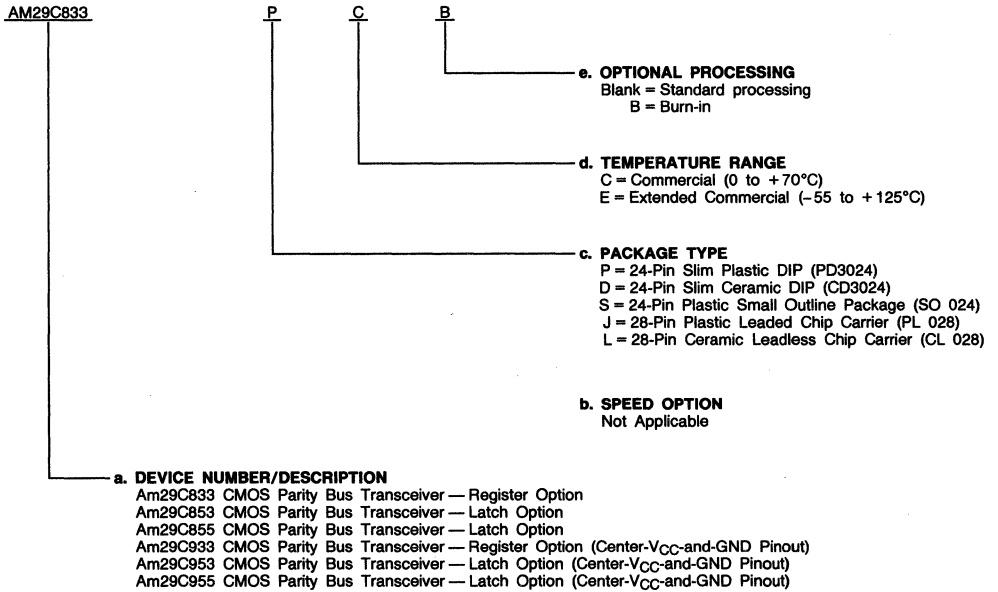 AM29C833 P C B
e. OPTIONAL PROCESSING
Blank = Standard processing
B = Burn-in
d. TEMPERATURE RANGE
C = Commercial (0 to +70°C)
E = Extended Commercial (–55 to +125°C)
c. PACKAGE TYPE
P = 24-Pin Slim Plastic DIP (PD3024)
D = 24-Pin Slim Ceramic DIP (CD3024)
S = 24-Pin Plastic Small Outline Package (SO 024)
J = 28-Pin Plastic Leaded Chip Carrier (PL 028)
L = 28-Pin Ceramic Leadless Chip Carrier (CL 028)
b. SPEED OPTION
Not Applicable
a. DEVICE NUMBER/DESCRIPTION
Am29C833 CMOS Parity Bus Transceiver — Register Option
Am29C853 CMOS Parity Bus Transceiver — Latch Option
Am29C855 CMOS Parity Bus Transceiver — Latch Option
Am29C933 CMOS Parity Bus Transceiver — Register Option (Center-VCC-and-GND Pinout)
Am29C953 CMOS Parity Bus Transceiver — Latch Option (Center-VCC-and-GND Pinout)
Am29C955 CMOS Parity Bus Transceiver — Latch Option (Center-VCC-and-GND Pinout)